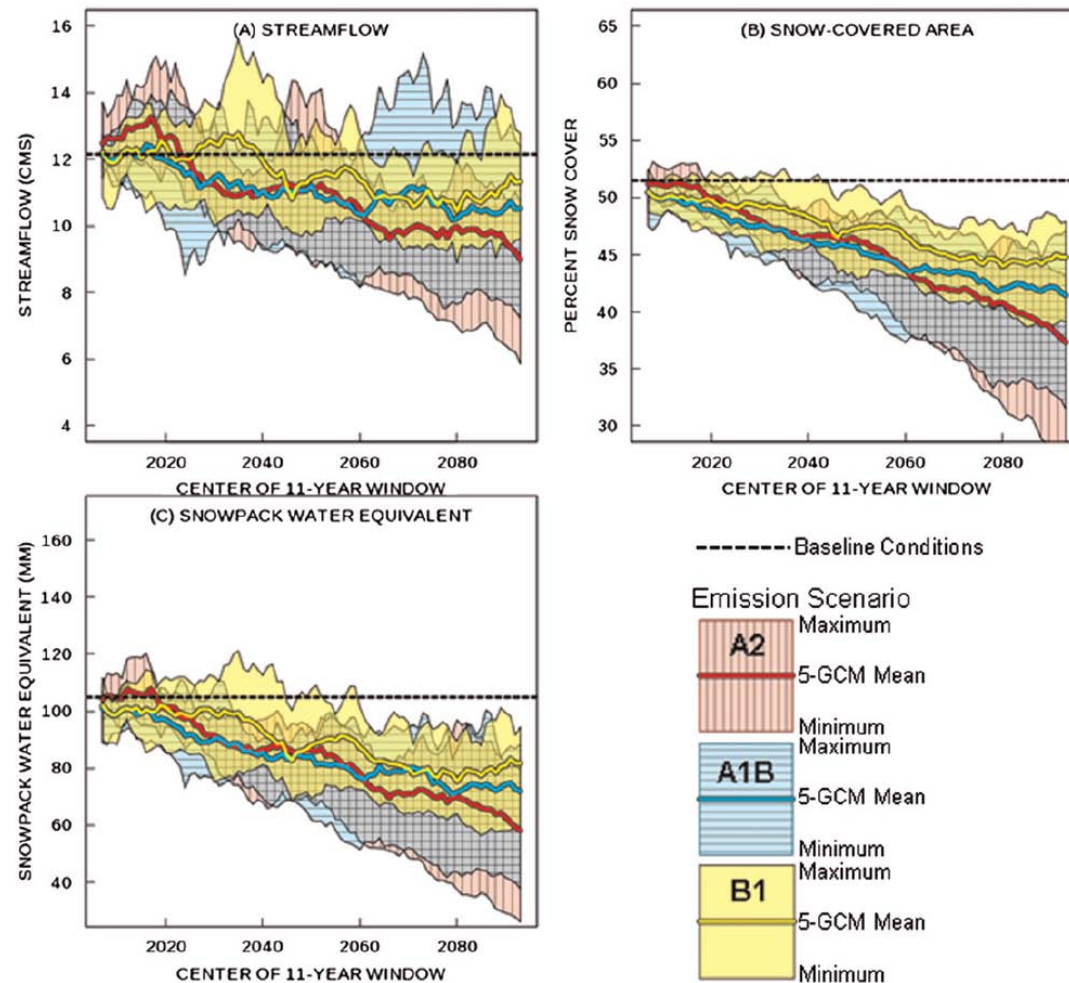 (A) STREAMFLOW
16
14
12
10
8
6
4
STREAMFLOW (CMS)
2020 2040 2060 2080
CENTER OF 11-YEAR WINDOW
(B) SNOW-COVERED AREA
65
60
55
50
45
40
35
30
PERCENT SNOW COVER
2020 2040 2060 2080
CENTER OF 11-YEAR WINDOW
(C) SNOWPACK WATER EQUIVALENT
160
140
120
100
80
60
40
SNOWPACK WATER EQUIVALENT (MM)
2020 2040 2060 2080
CENTER OF 11-YEAR WINDOW
Baseline Conditions
Emission Scenario
Maximum
A2
5-GCM Mean
Minimum
Maximum
A1B
5-GCM Mean
Minimum
Maximum
B1
5-GCM Mean
Minimum